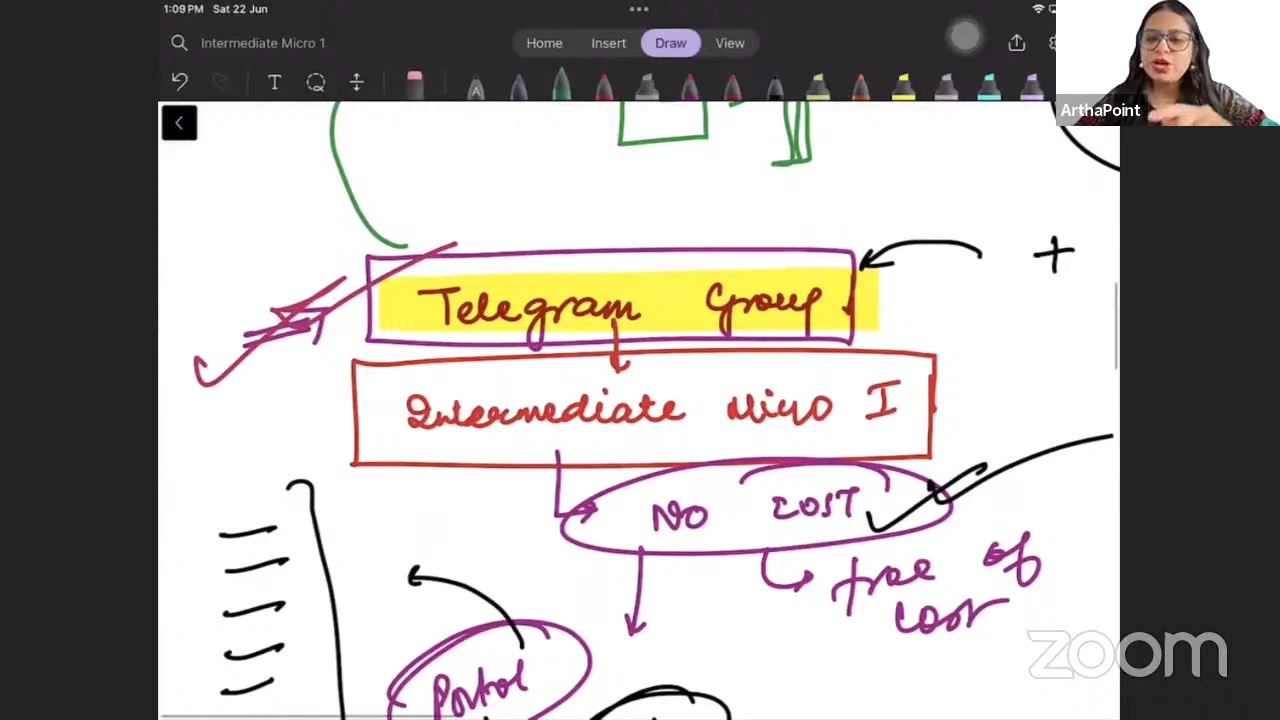 1:09 PM Sat 22 Jun
Intermediate Micro 1
Home Insert Draw View
ArthaPoint
Telegram Group
+
Intermediate Micro I
NO COST
free of
cost
Portal
zoom